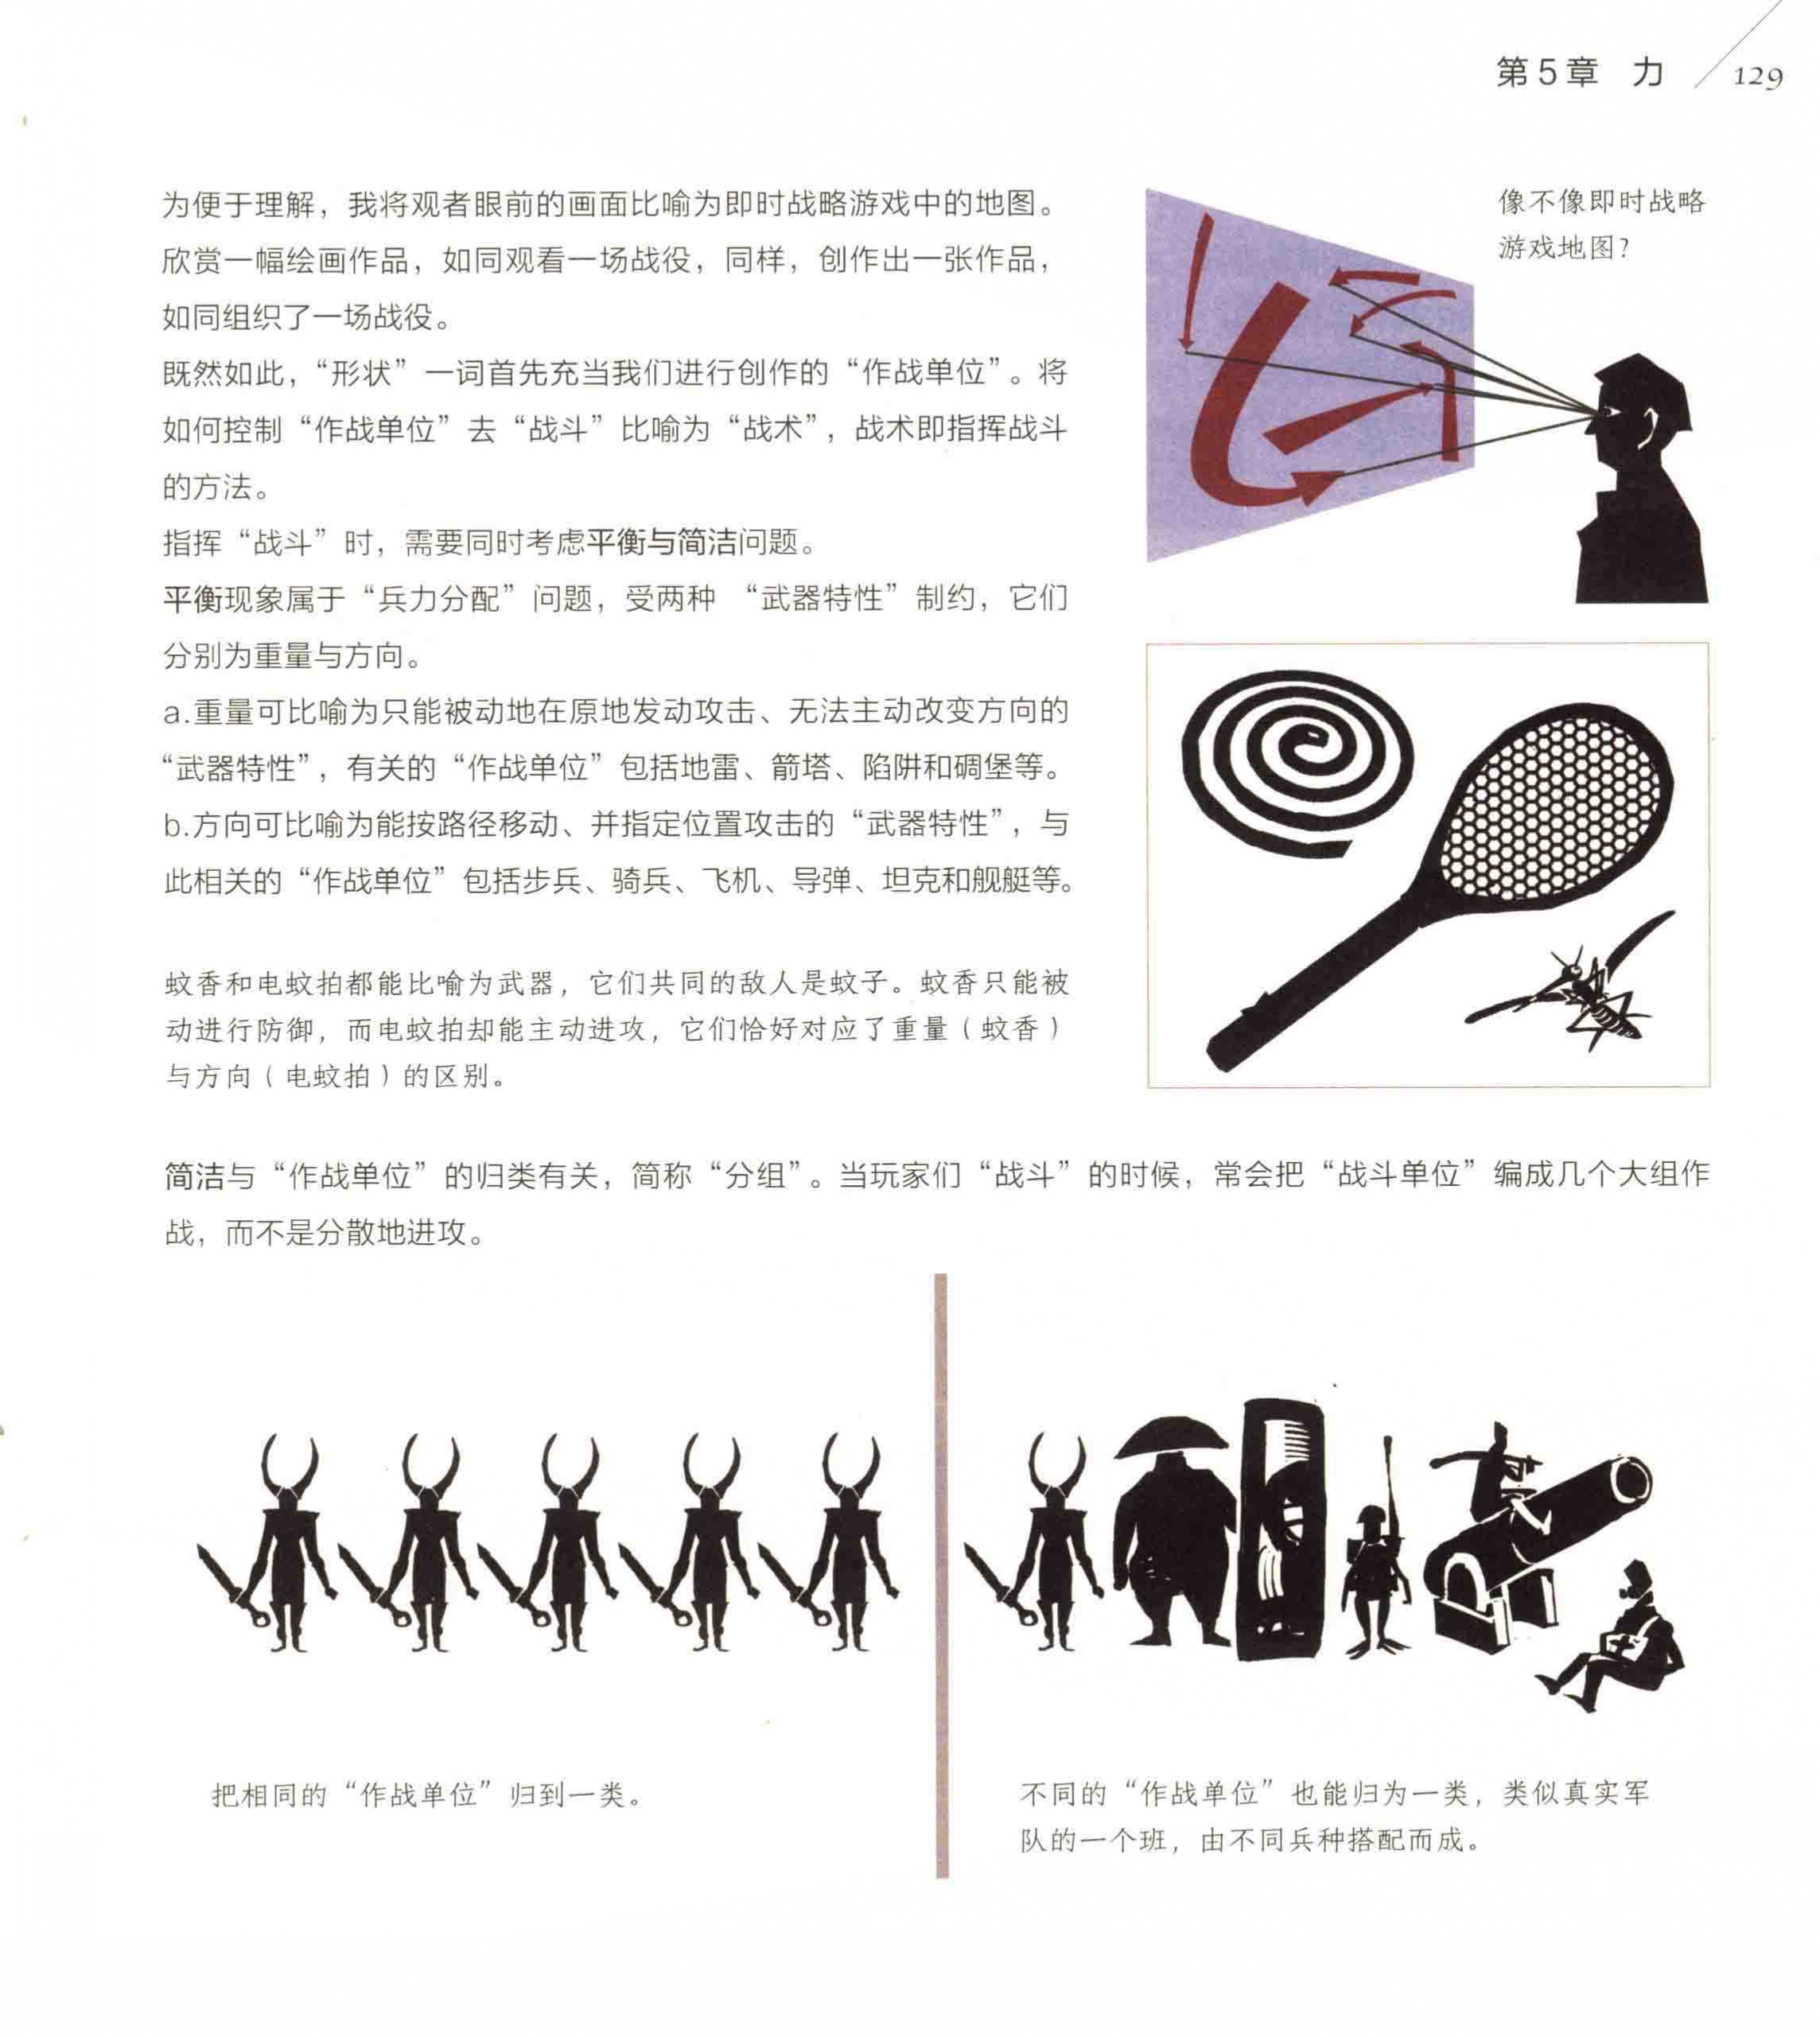 第5章 力 129
为便于理解，我将观者眼前的画面比喻为即时战略游戏中的地图。
欣赏一幅绘画作品，如同观看一场战役，同样，创作出一张作品，
如同组织了一场战役。
既然如此，“形状”一词首先充当我们进行创作的“作战单位”。将
如何控制“作战单位”去“战斗”比喻为“战术”，战术即指挥战斗
的方法。
指挥“战斗”时，需要同时考虑平衡与简洁问题。
平衡现象属于“兵力分配”问题，受两种 “武器特性”制约，它们
分别为重量与方向。
a.重量可比喻为只能被动地在原地发动攻击、无法主动改变方向的
“武器特性”，有关的“作战单位”包括地雷、箭塔、陷阱和碉堡等。
b.方向可比喻为能按路径移动、并指定位置攻击的“武器特性”，与
此相关的“作战单位”包括步兵、骑兵、飞机、导弹、坦克和舰艇等。
像不像即时战略
游戏地图？
蚊香和电蚊拍都能比喻为武器，它们共同的敌人是蚊子。蚊香只能被
动进行防御，而电蚊拍却能主动进攻，它们恰好对应了重量（蚊香）
与方向（电蚊拍）的区别。
简洁与“作战单位”的归类有关，简称“分组”。当玩家们“战斗”的时候，常会把“战斗单位”编成几个大组作
战，而不是分散地进攻。
把相同的“作战单位”归到一类。
不同的“作战单位”也能归为一类，类似真实军
队的一个班，由不同兵种搭配而成。